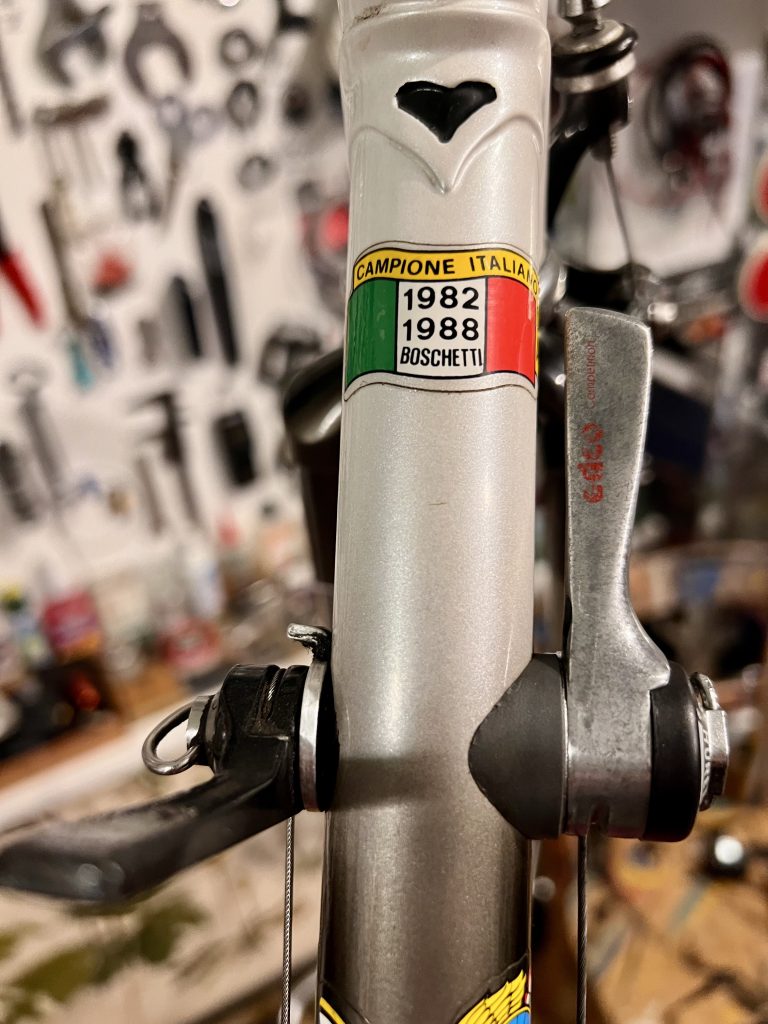 CAMPIONE ITALIANO
1982
1988
BOSCHETTI
edco Competition